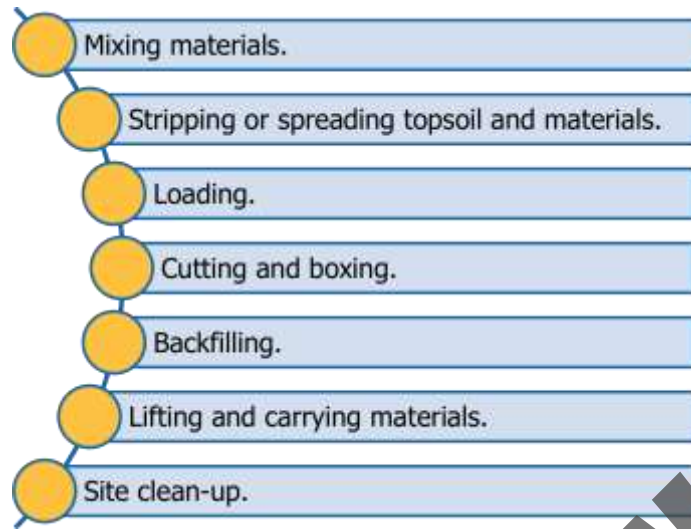 Mixing materials.
Stripping or spreading topsoil and materials.
Loading.
Cutting and boxing.
Backfilling.
Lifting and carrying materials.
Site clean-up.